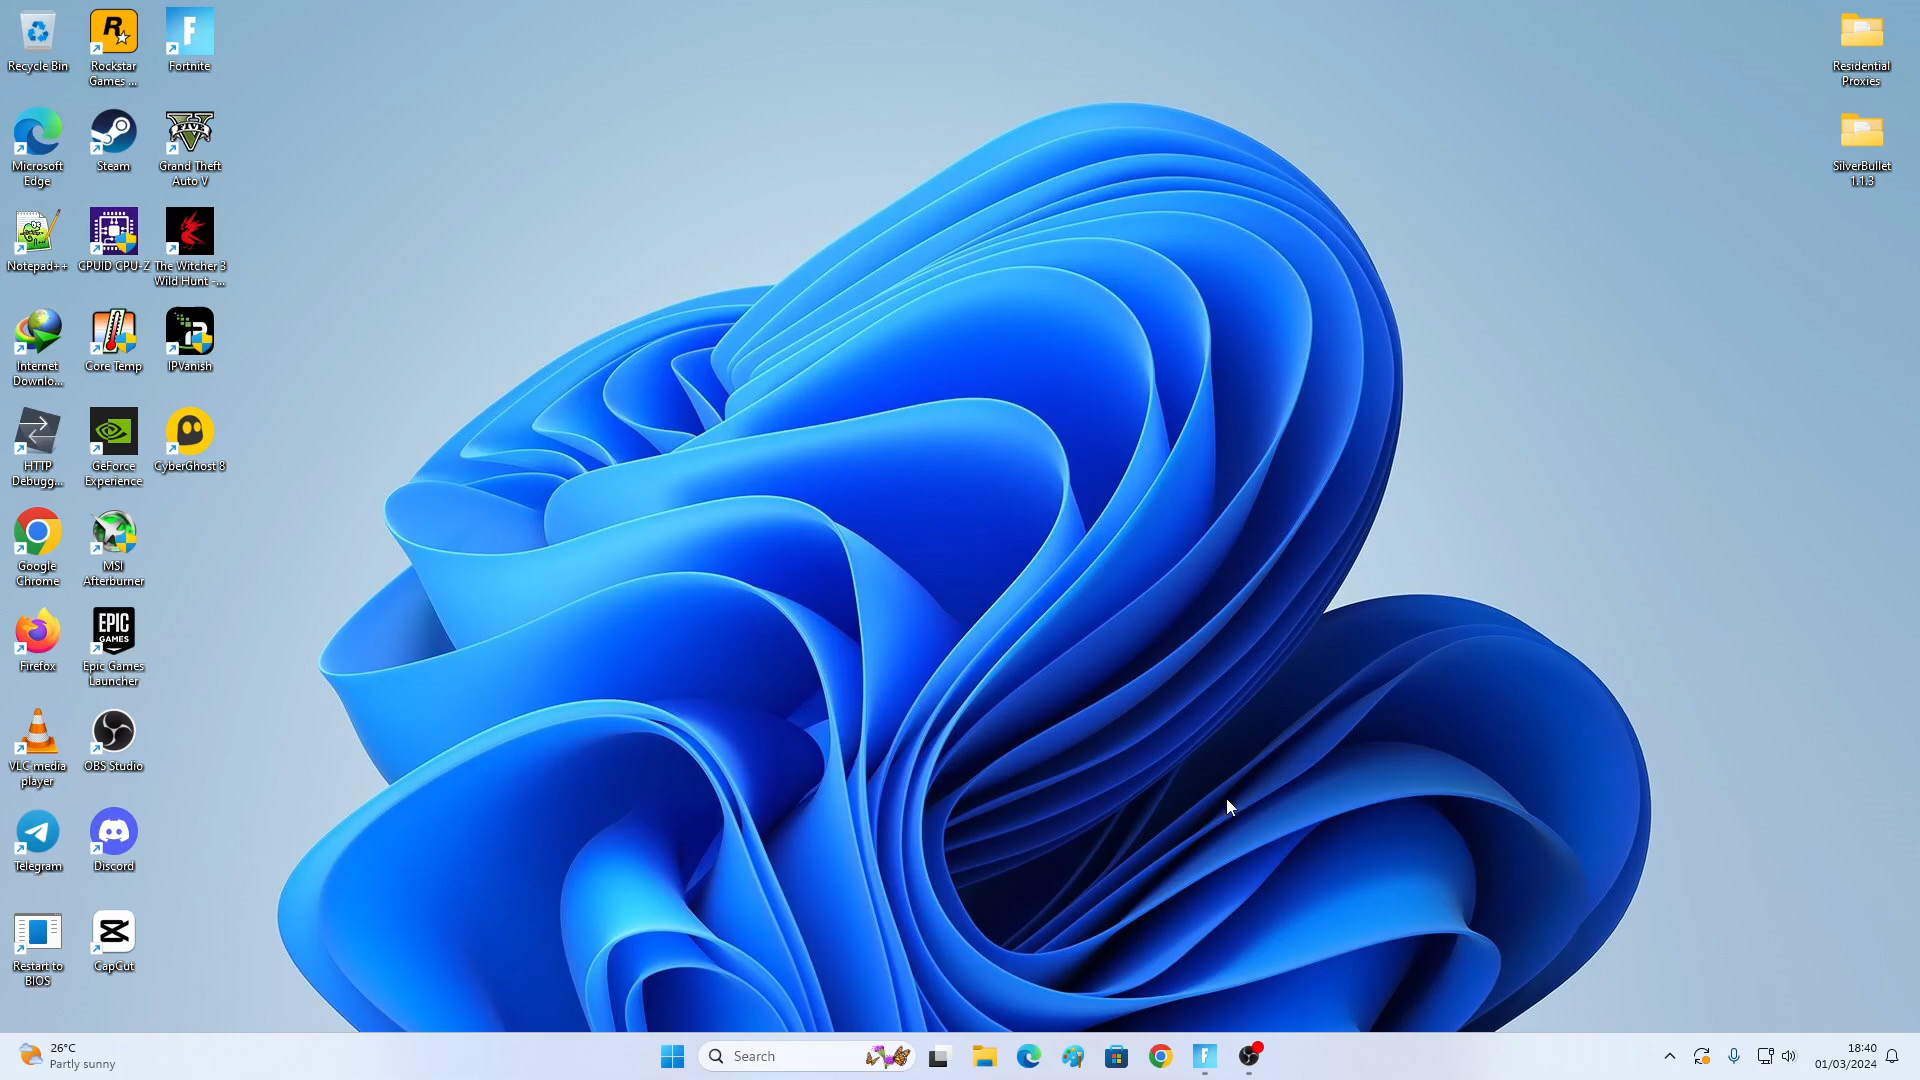 Recycle Bin
Rockstar
Games ...
Fortnite
Microsoft
Edge
Steam
Grand Theft
Auto V
Notepad++
CPUID CPU-Z
The Witcher 3
Wild Hunt -...
Internet
Downlo...
Core Temp
IPVanish
HTTP
Debugg...
GeForce
Experience
CyberGhost 8
Google
Chrome
MSI
Afterburner
Firefox
EPIC
GAMES
Epic Games
Launcher
VLC media
player
OBS Studio
Telegram
Discord
Restart to
BIOS
CapCut
Residential
Proxies
SilverBullet
1.1.3
26°C
Partly sunny
Search
18:40
01/03/2024